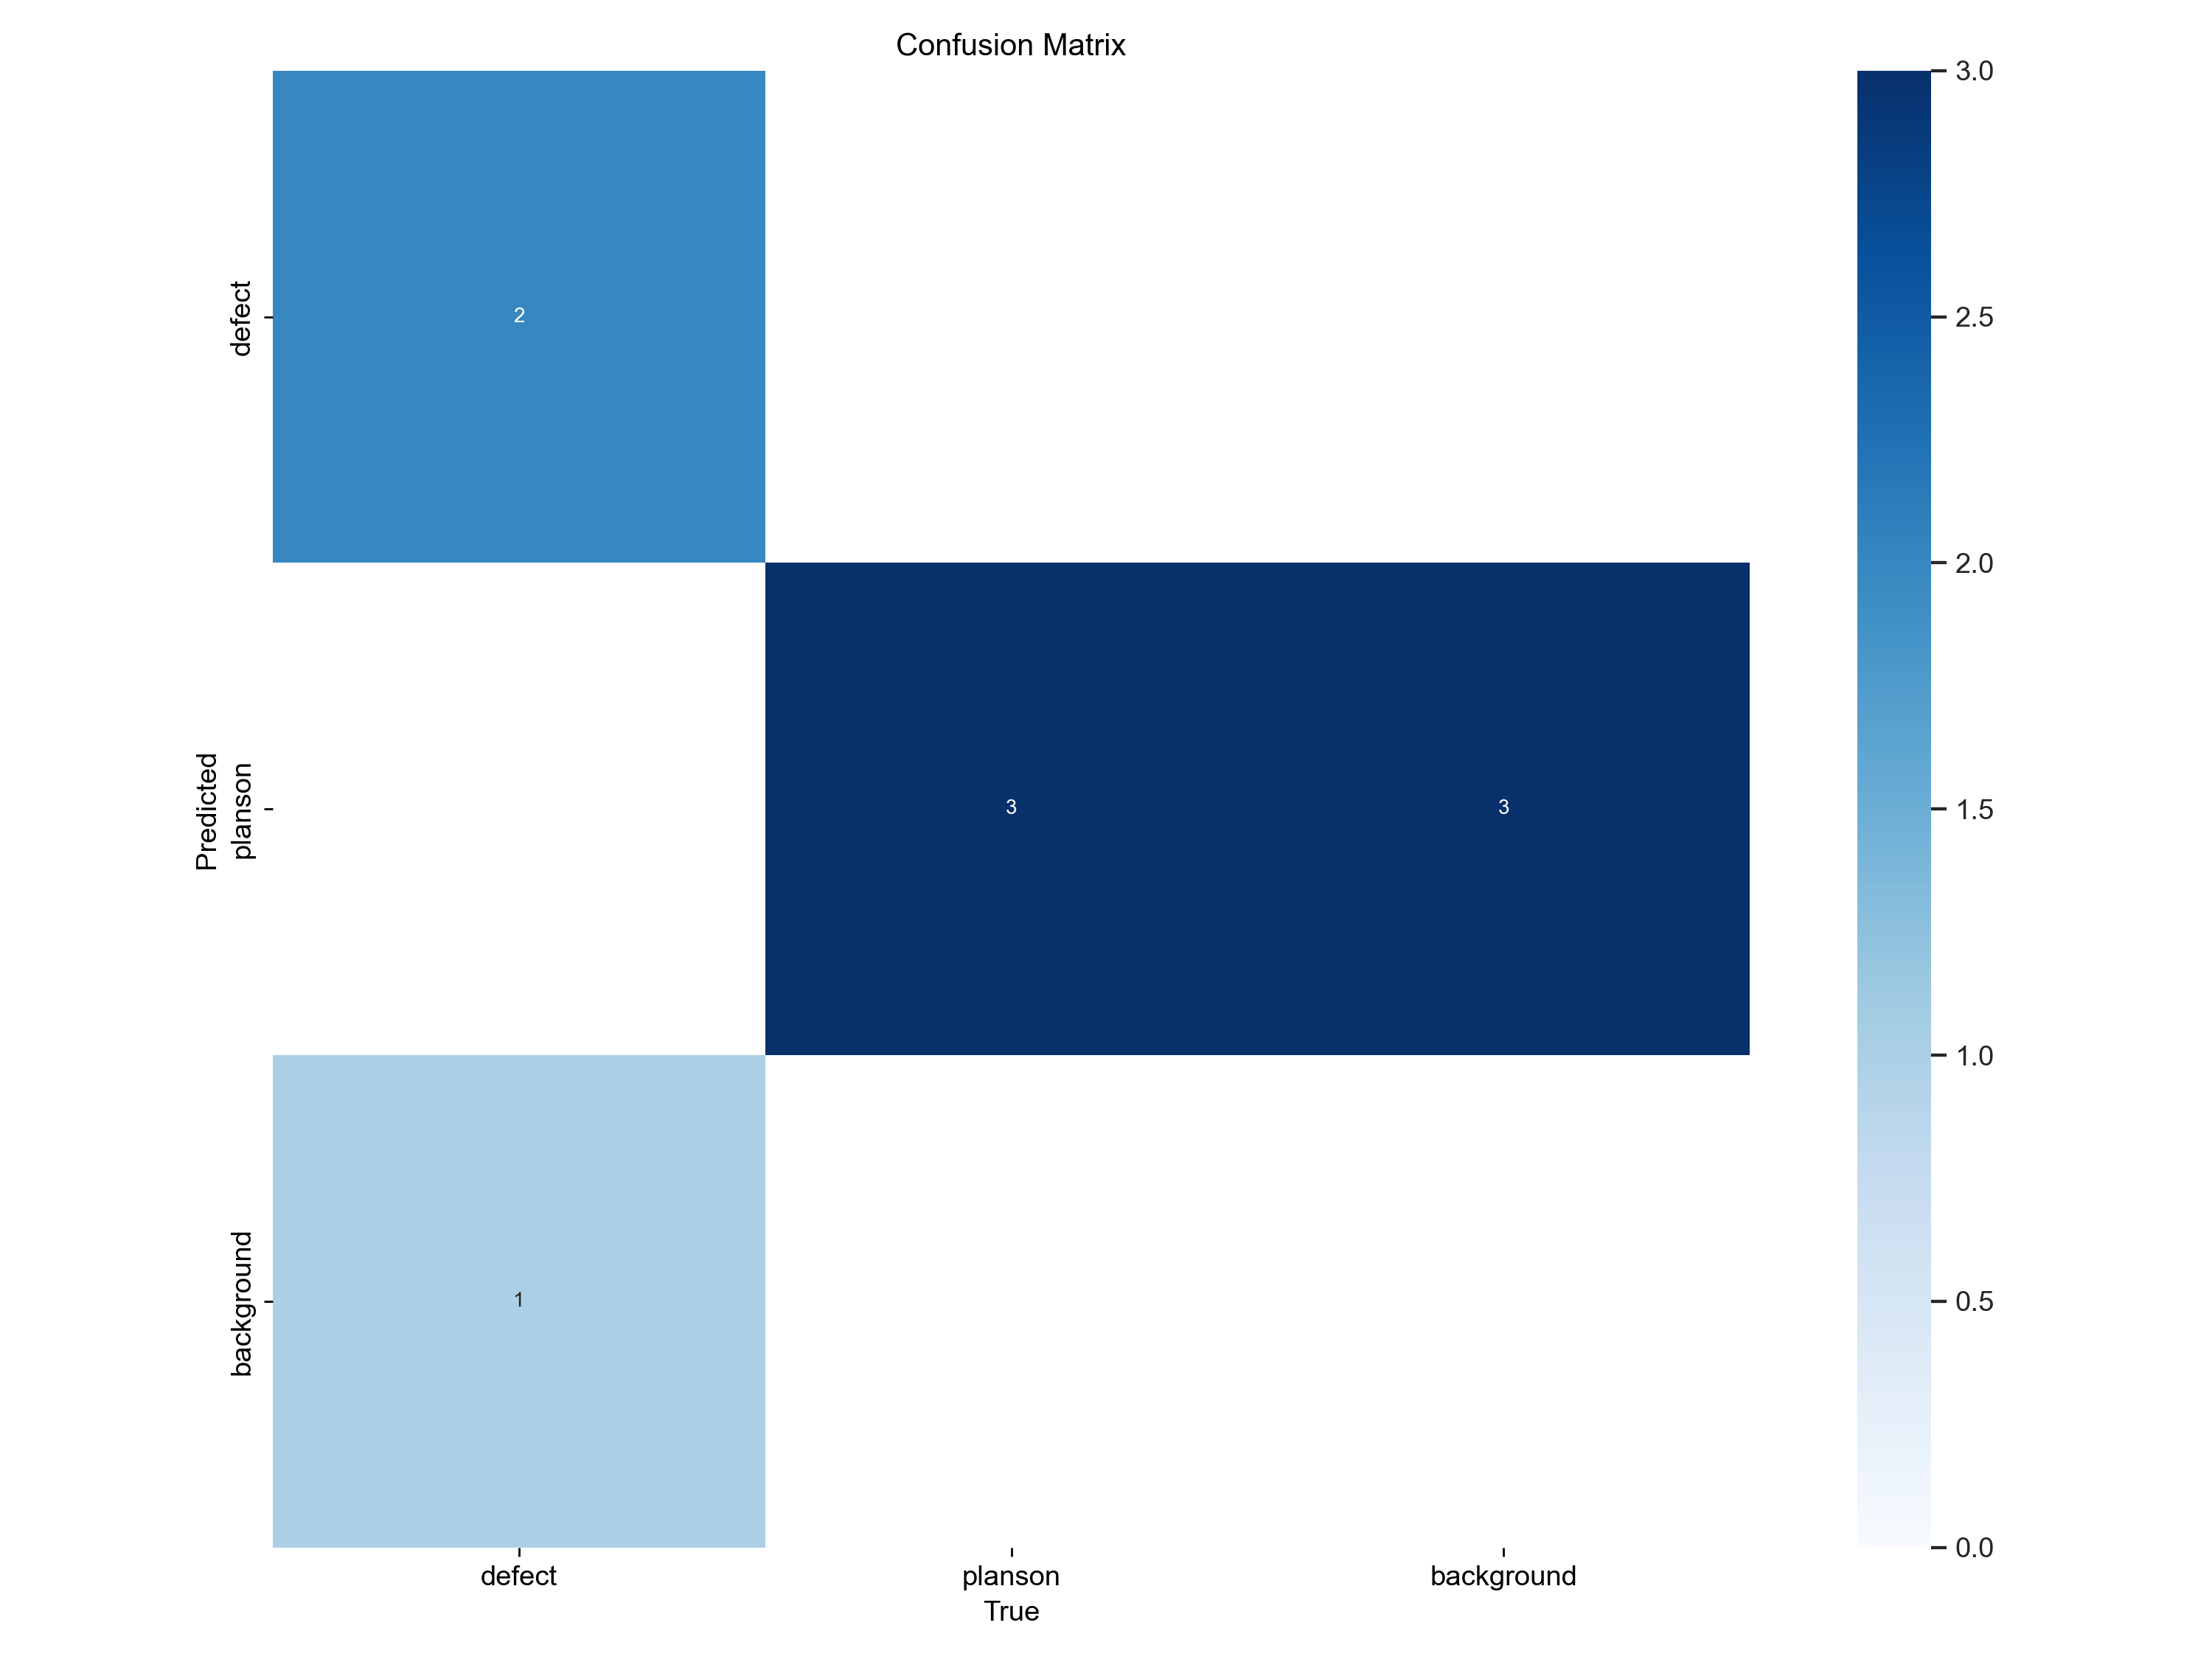 Confusion Matrix
defect
2
Predicted
planson
3
3
background
1
defect
planson
background
True
3.0
2.5
2.0
1.5
1.0
0.5
0.0